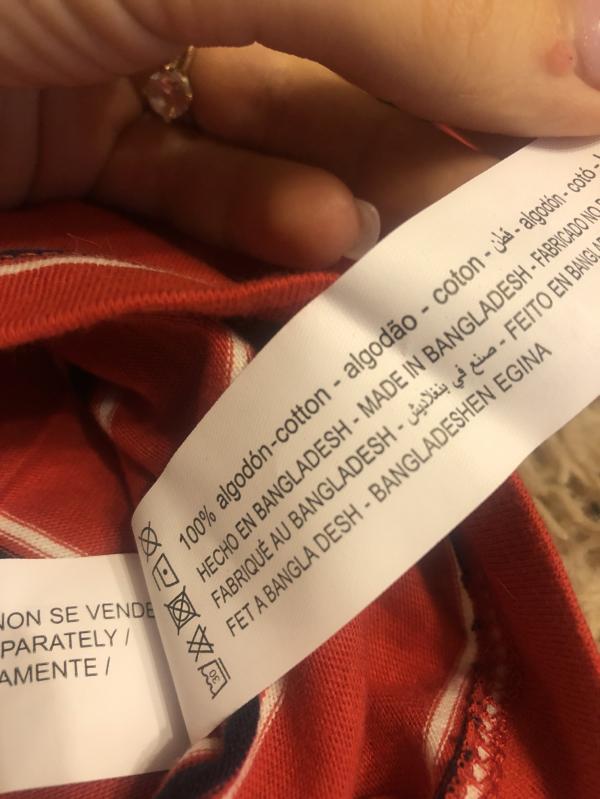 100% algodón-cotton - algodão - coton - قطن - algodón - cotó -
HECHO EN BANGLADESH - MADE IN BANGLADESH - FABRICADO NO
FABRIQUÉ AU BANGLADESH - صنع في بنغلاديش - FEITO EN
FET A BANGLA DESH - BANGLADESHEN EGINA
30
NON SE VENDE
PARATELY /
AMENTE /